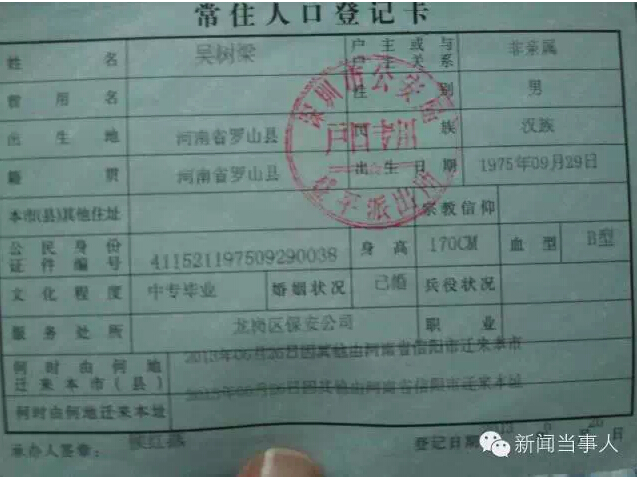 常住人口登记卡
姓名 吴树梁 户主或与户主关系 非亲属
曾用名 性别 男
出生地 河南省罗山县 民族 汉族
籍贯 河南省罗山县 出生日期 1975年09月29日
本市(县)其他住址 宗教信仰
公民身份证件编号 411521197509290038 身高 170CM 血型 B型
文化程度 中专毕业 婚姻状况 已婚 兵役状况
服务处所 龙岗区保安公司 职业
何时由何地迁来本市(县) 2013年06月26日因其他由河南省信阳市迁来本市
何时由何地迁来本址 2013年06月26日因其他由河南省信阳市迁来本址
承办人签章: 登记日期:
深圳市公安局
户口专用
派出所
新闻当事人